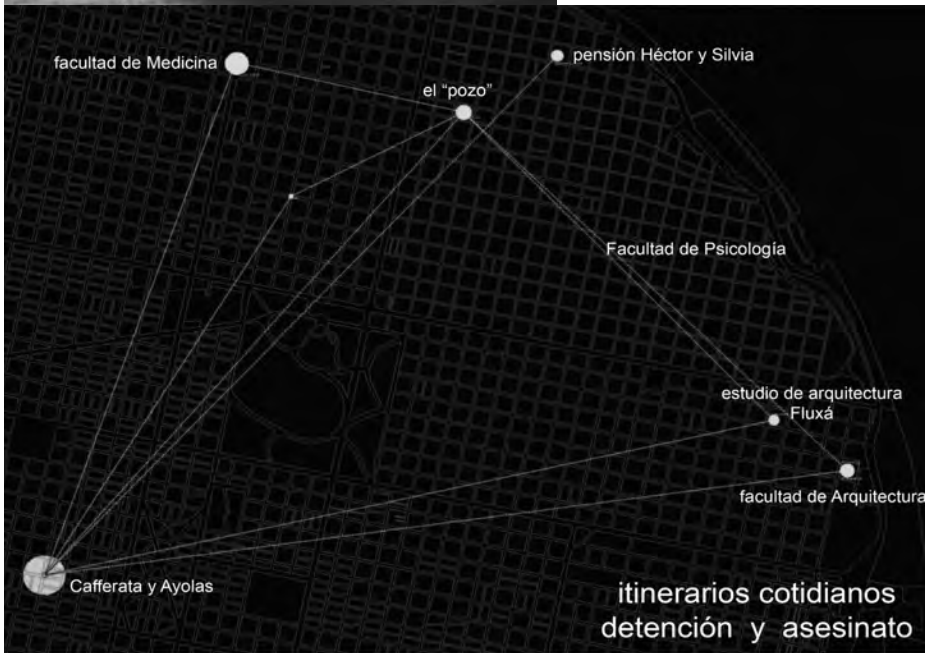 facultad de Medicina
pensión Héctor y Silvia
el “pozo”
Facultad de Psicología
estudio de arquitectura
Fluxá
facultad de Arquitectura
Cafferata y Ayolas
itinerarios cotidianos
detención y asesinato